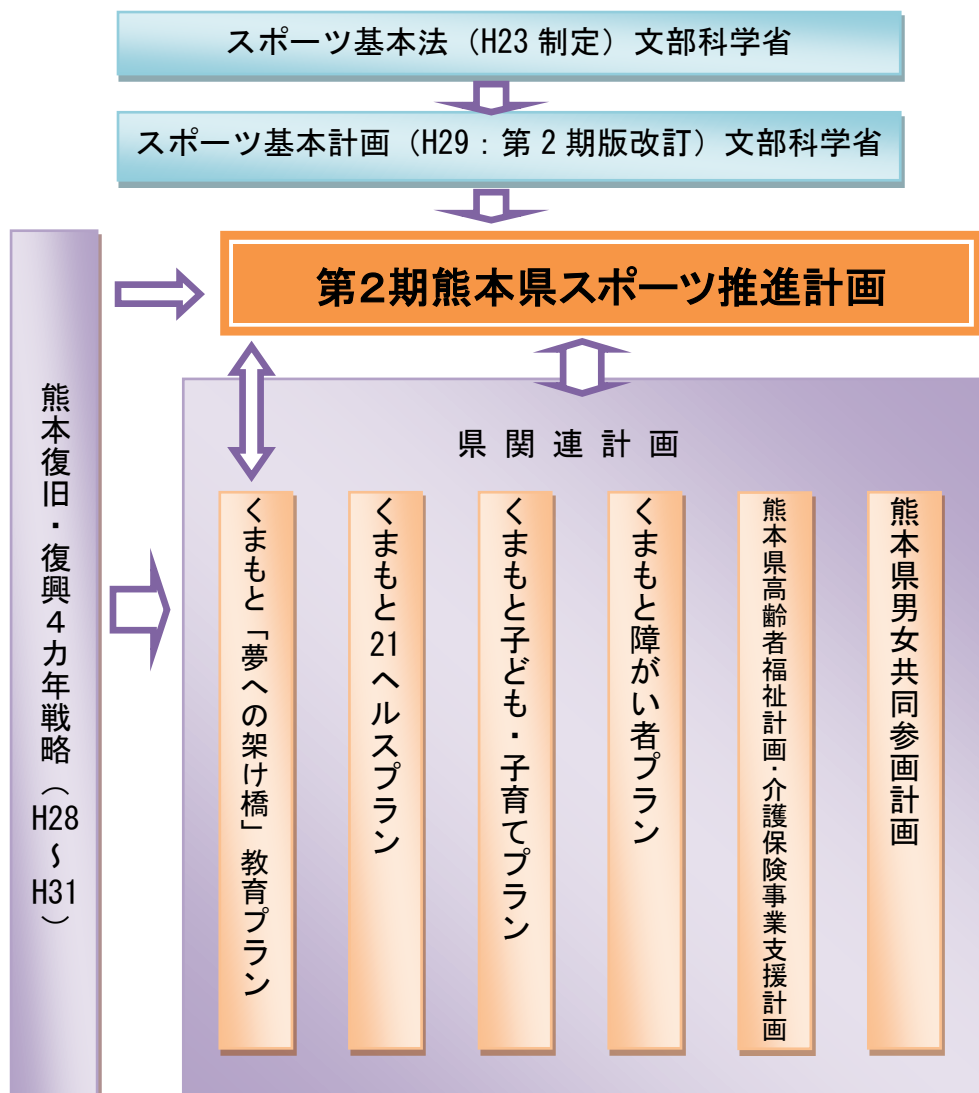 スポーツ基本法（H23 制定）文部科学省
スポーツ基本計画（H29：第２期版改訂）文部科学省
第２期熊本県スポーツ推進計画
熊本復旧・復興４カ年戦略（H28～H31）
県関連計画
くまもと「夢への架け橋」教育プラン
くまもと21ヘルスプラン
くまもと子ども・子育てプラン
くまもと障がい者プラン
熊本県高齢者福祉計画・介護保険事業支援計画
熊本県男女共同参画計画